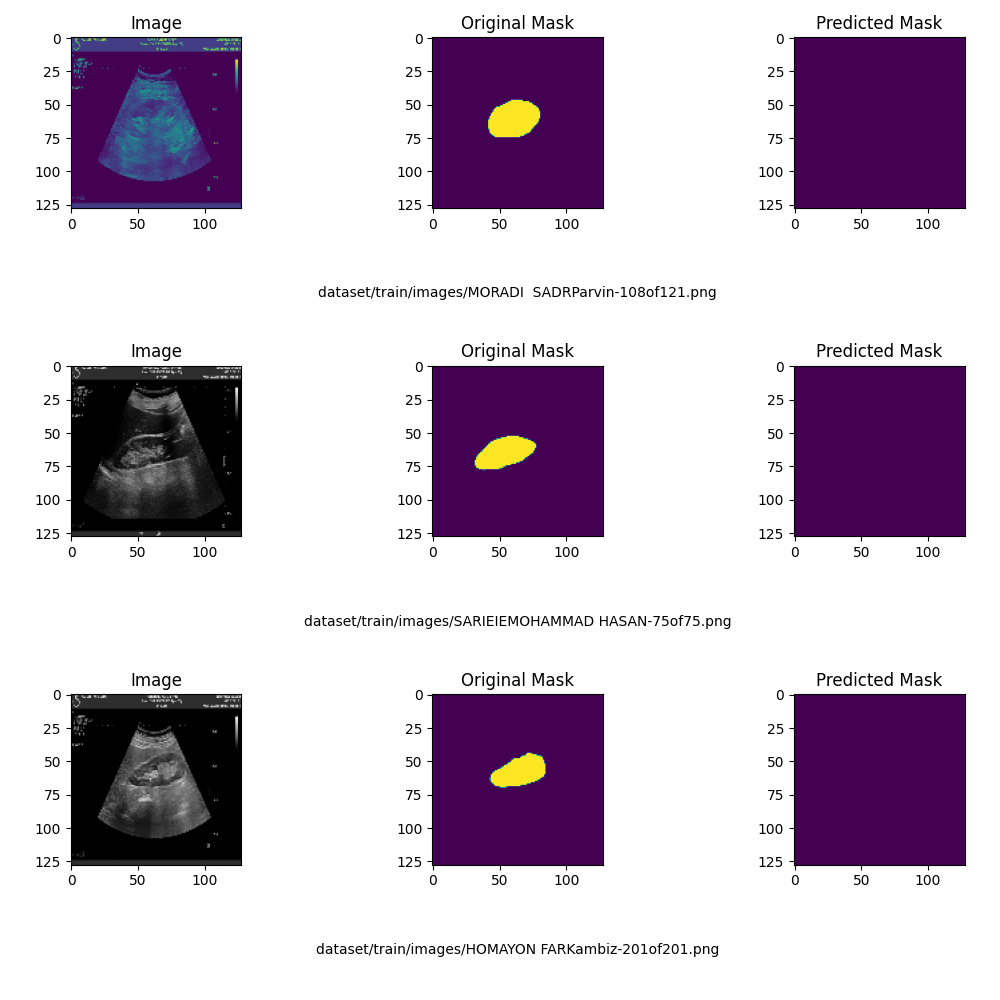 Image Original Mask Predicted Mask
0 0 0
25 25 25
50 50 50
75 75 75
100 100 100
125 125 125
0 50 100 0 50 100 0 50 100
dataset/train/images/MORADI  SADRParvin-108of121.png
Image Original Mask Predicted Mask
0 0 0
25 25 25
50 50 50
75 75 75
100 100 100
125 125 125
0 50 100 0 50 100 0 50 100
dataset/train/images/SARIEIEMOHAMMAD HASAN-75of75.png
Image Original Mask Predicted Mask
0 0 0
25 25 25
50 50 50
75 75 75
100 100 100
125 125 125
0 50 100 0 50 100 0 50 100
dataset/train/images/HOMAYON FARKambiz-201of201.png